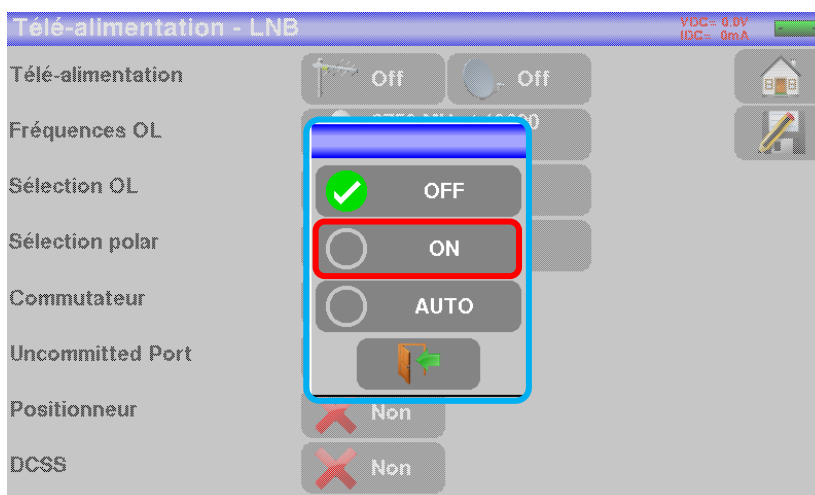 Télé-alimentation - LNB
VDC= 0.0V
IDC= 0mA
Télé-alimentation
Off
Off
Fréquences OL
Sélection OL
OFF
Sélection polar
ON
Commutateur
AUTO
Uncommitted Port
Positionneur
Non
DCSS
Non